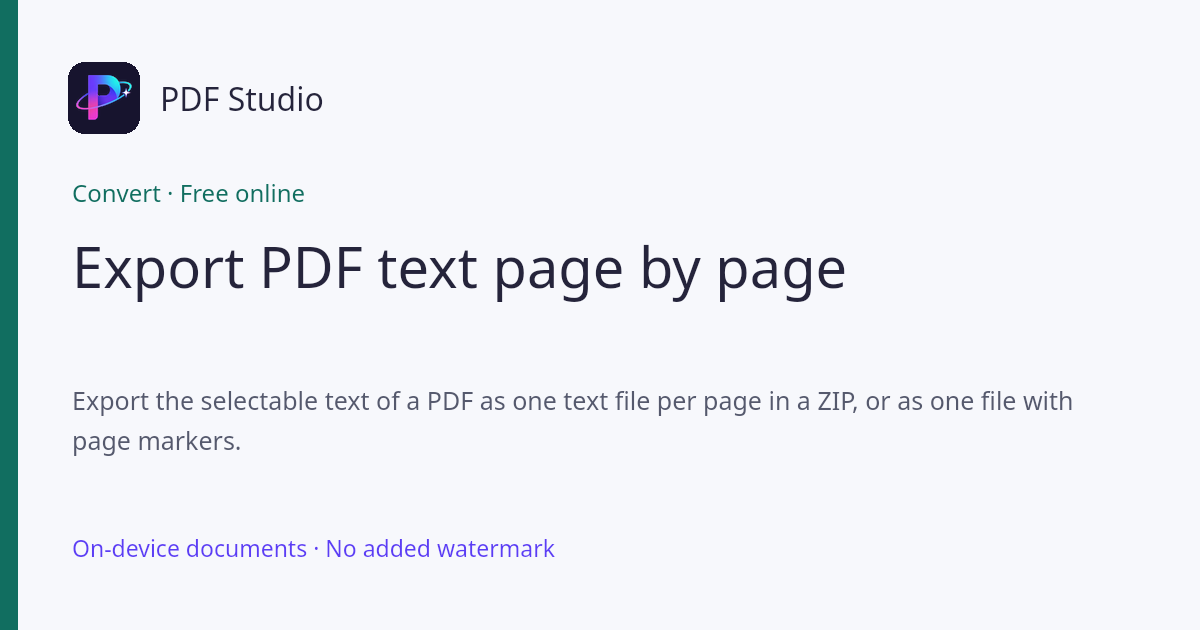 PDF Studio
Convert · Free online
Export PDF text page by page
Export the selectable text of a PDF as one text file per page in a ZIP, or as one file with
page markers.
On-device documents · No added watermark